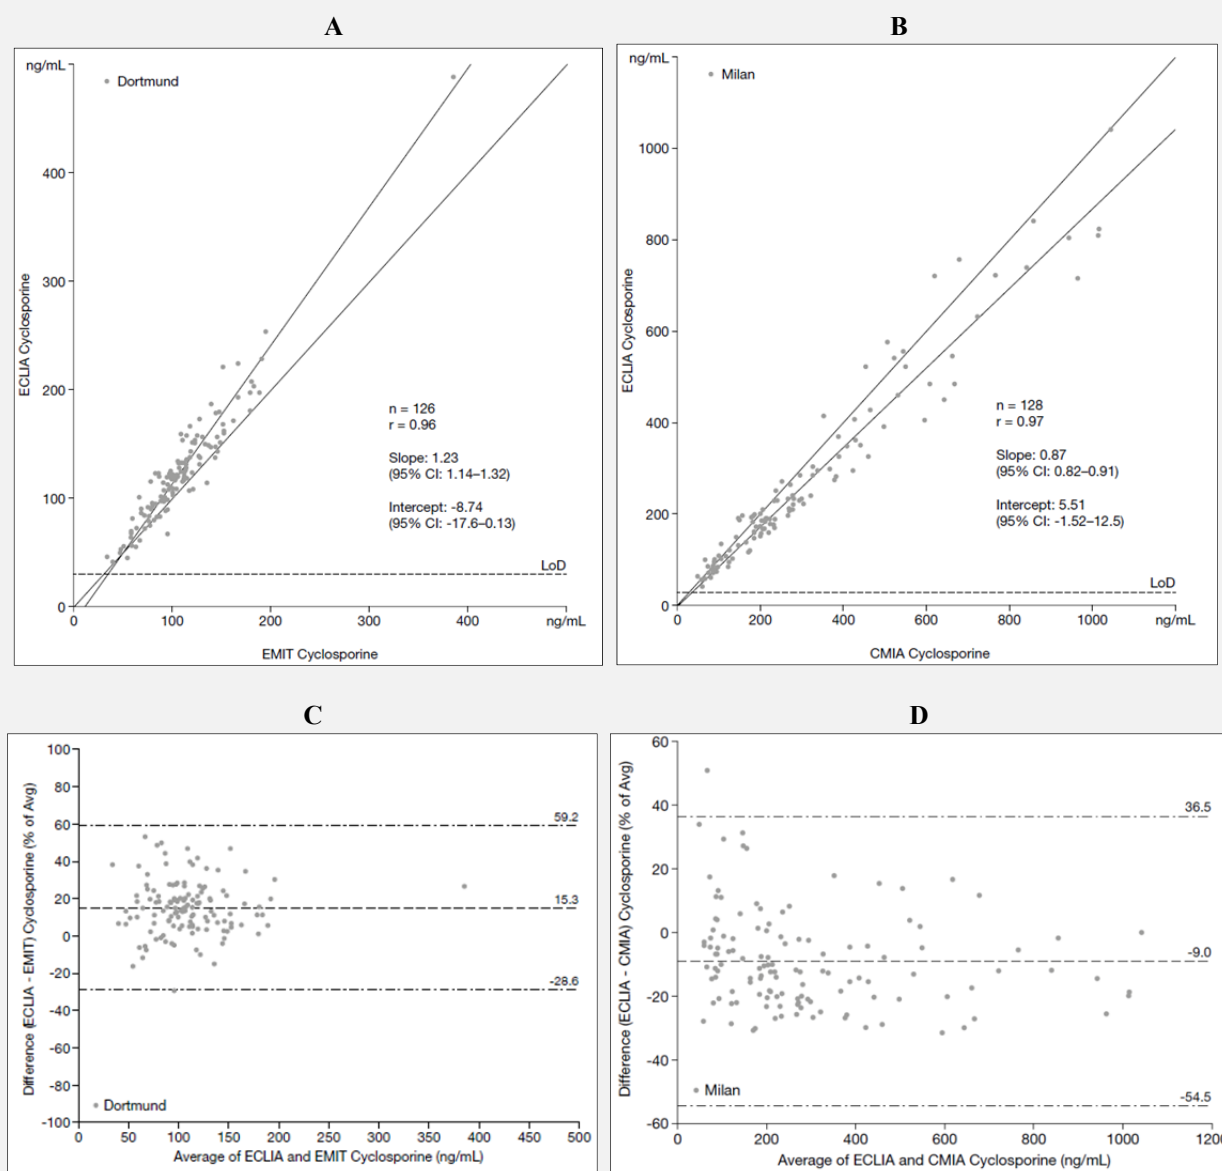 A
ng/mL
Dortmund
400
300
200
100
0
ECLIA Cyclosporine
n = 126
r = 0.96
Slope: 1.23
(95% CI: 1.14–1.32)
Intercept: -8.74
(95% CI: -17.6–0.13)
LoD
0 100 200 300 400 ng/mL
EMIT Cyclosporine
B
ng/mL
Milan
1000
800
600
400
200
0
ECLIA Cyclosporine
n = 128
r = 0.97
Slope: 0.87
(95% CI: 0.82–0.91)
Intercept: 5.51
(95% CI: -1.52–12.5)
LoD
0 200 400 600 800 1000 ng/mL
CMIA Cyclosporine
C
100
80
60
40
20
0
-20
-40
-60
-80
-100
Difference (ECLIA - EMIT) Cyclosporine (% of Avg)
59.2
15.3
-28.6
Dortmund
0 50 100 150 200 250 300 350 400 450 500
Average of ECLIA and EMIT Cyclosporine (ng/mL)
D
60
40
20
0
-20
-40
-60
Difference (ECLIA - CMIA) Cyclosporine (% of Avg)
36.5
-9.0
-54.5
Milan
0 200 400 600 800 1000 1200
Average of ECLIA and CMIA Cyclosporine (ng/mL)